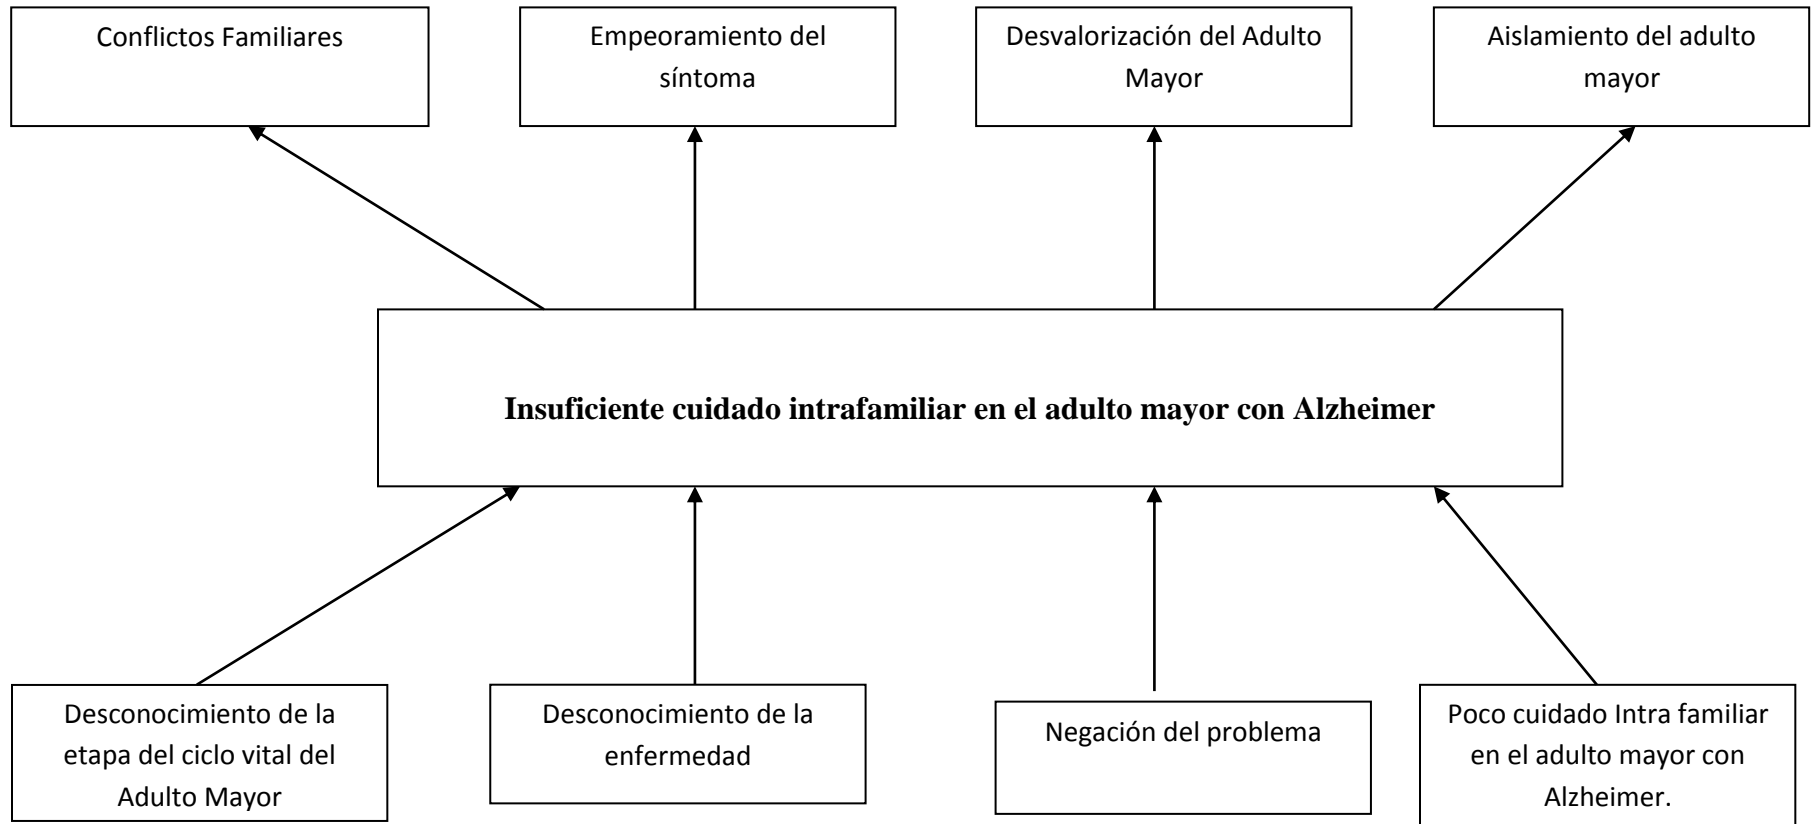 Conflictos Familiares
Empeoramiento del
síntoma
Desvalorización del Adulto
Mayor
Aislamiento del adulto
mayor
Insuficiente cuidado intrafamiliar en el adulto mayor con Alzheimer
Desconocimiento de la
etapa del ciclo vital del
Adulto Mayor
Desconocimiento de la
enfermedad
Negación del problema
Poco cuidado Intra familiar
en el adulto mayor con
Alzheimer.